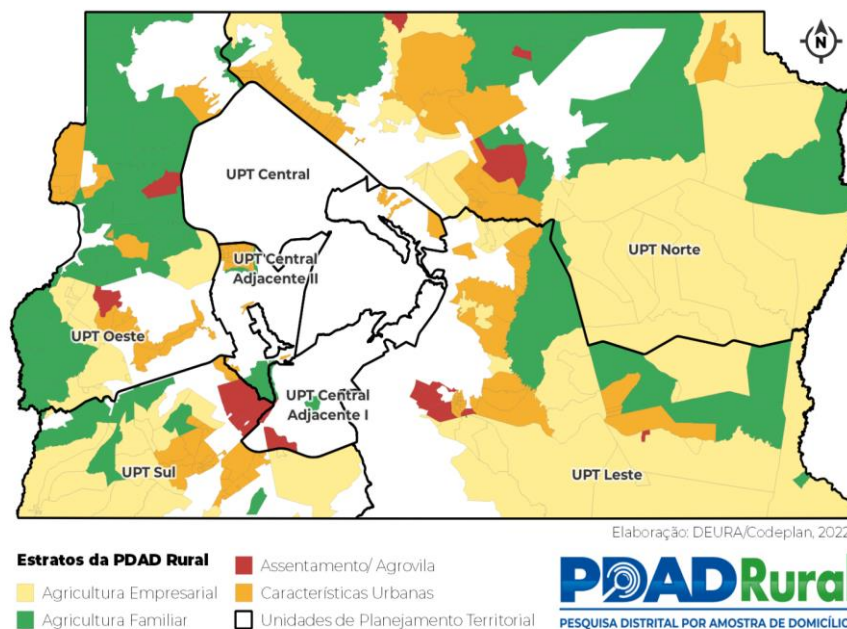 N
UPT Central
UPT Central
Adjacente II
UPT Norte
UPT Oeste
UPT Central
Adjacente I
UPT Sul
UPT Leste
Elaboração: DEURA/Codeplan, 2022
Estratos da PDAD Rural
Agricultura Empresarial
Agricultura Familiar
Assentamento/ Agrovila
Características Urbanas
Unidades de Planejamento Territorial
PDADRural
PESQUISA DISTRITAL POR AMOSTRA DE DOMICÍLIO